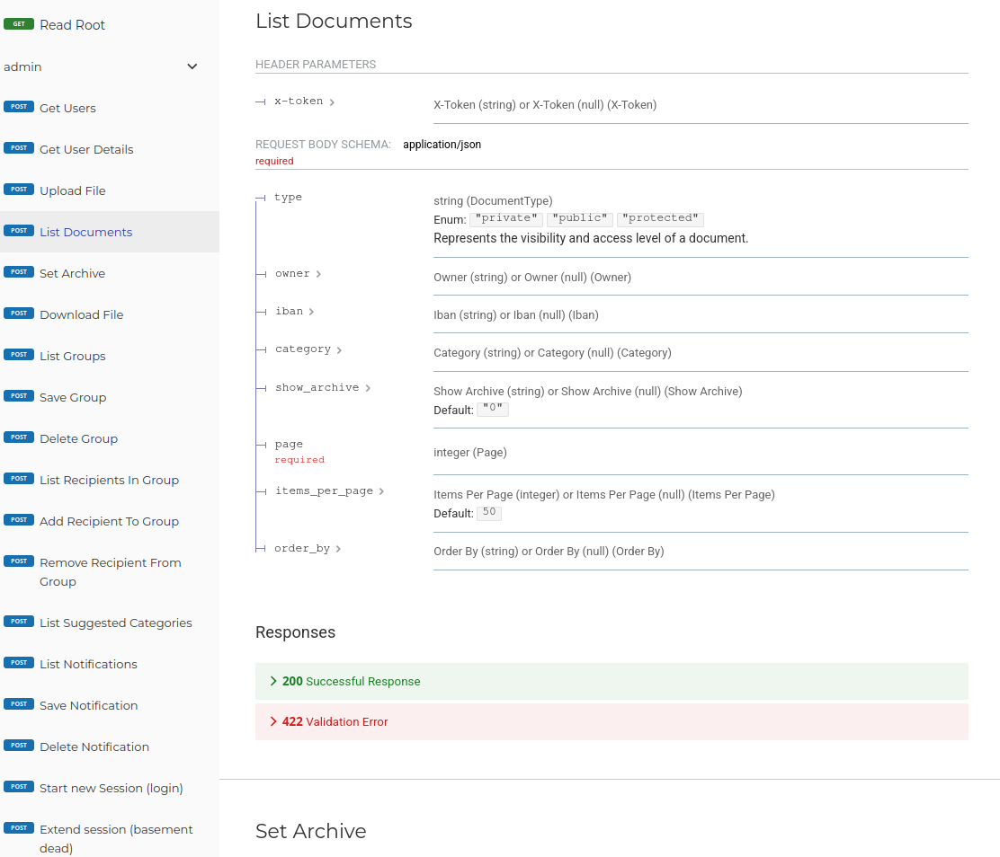 GET Read Root
admin
POST Get Users
POST Get User Details
POST Upload File
POST List Documents
POST Set Archive
POST Download File
POST List Groups
POST Save Group
POST Delete Group
POST List Recipients In Group
POST Add Recipient To Group
POST Remove Recipient From
Group
POST List Suggested Categories
POST List Notifications
POST Save Notification
POST Delete Notification
POST Start new Session (login)
POST Extend session (basement
dead)
List Documents
HEADER PARAMETERS
x-token X-Token (string) or X-Token (null) (X-Token)
REQUEST BODY SCHEMA: application/json
required
type string (DocumentType)
Enum: "private" "public" "protected"
Represents the visibility and access level of a document.
owner Owner (string) or Owner (null) (Owner)
iban Iban (string) or Iban (null) (Iban)
category Category (string) or Category (null) (Category)
show_archive Show Archive (string) or Show Archive (null) (Show Archive)
Default: "0"
page integer (Page)
required
items_per_page Items Per Page (integer) or Items Per Page (null) (Items Per Page)
Default: 50
order_by Order By (string) or Order By (null) (Order By)
Responses
200 Successful Response
422 Validation Error
Set Archive